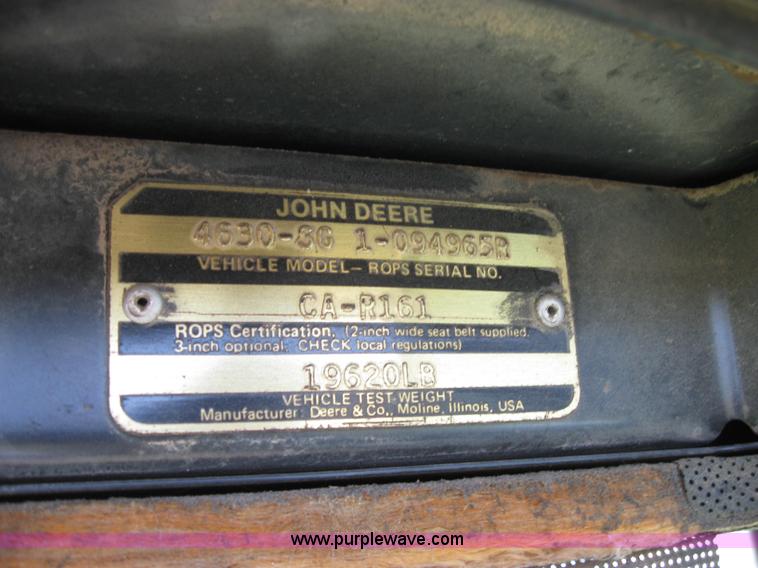 JOHN DEERE
4630-SG 1-094965R
VEHICLE MODEL— ROPS SERIAL NO.
CA-R161
ROPS Certification. (2-inch wide seat belt supplied.
3-inch optional. CHECK local regulations)
19620LB
VEHICLE TEST WEIGHT
Manufacturer: Deere & Co., Moline, Illinois, USA
www.purplewave.com